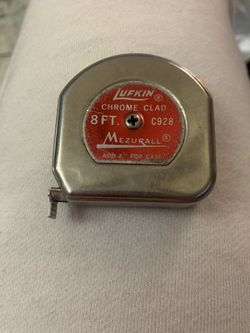 LUFKIN®
CHROME CLAD
8 FT. C928
MEZURALL®
ADD 2" FOR CASE